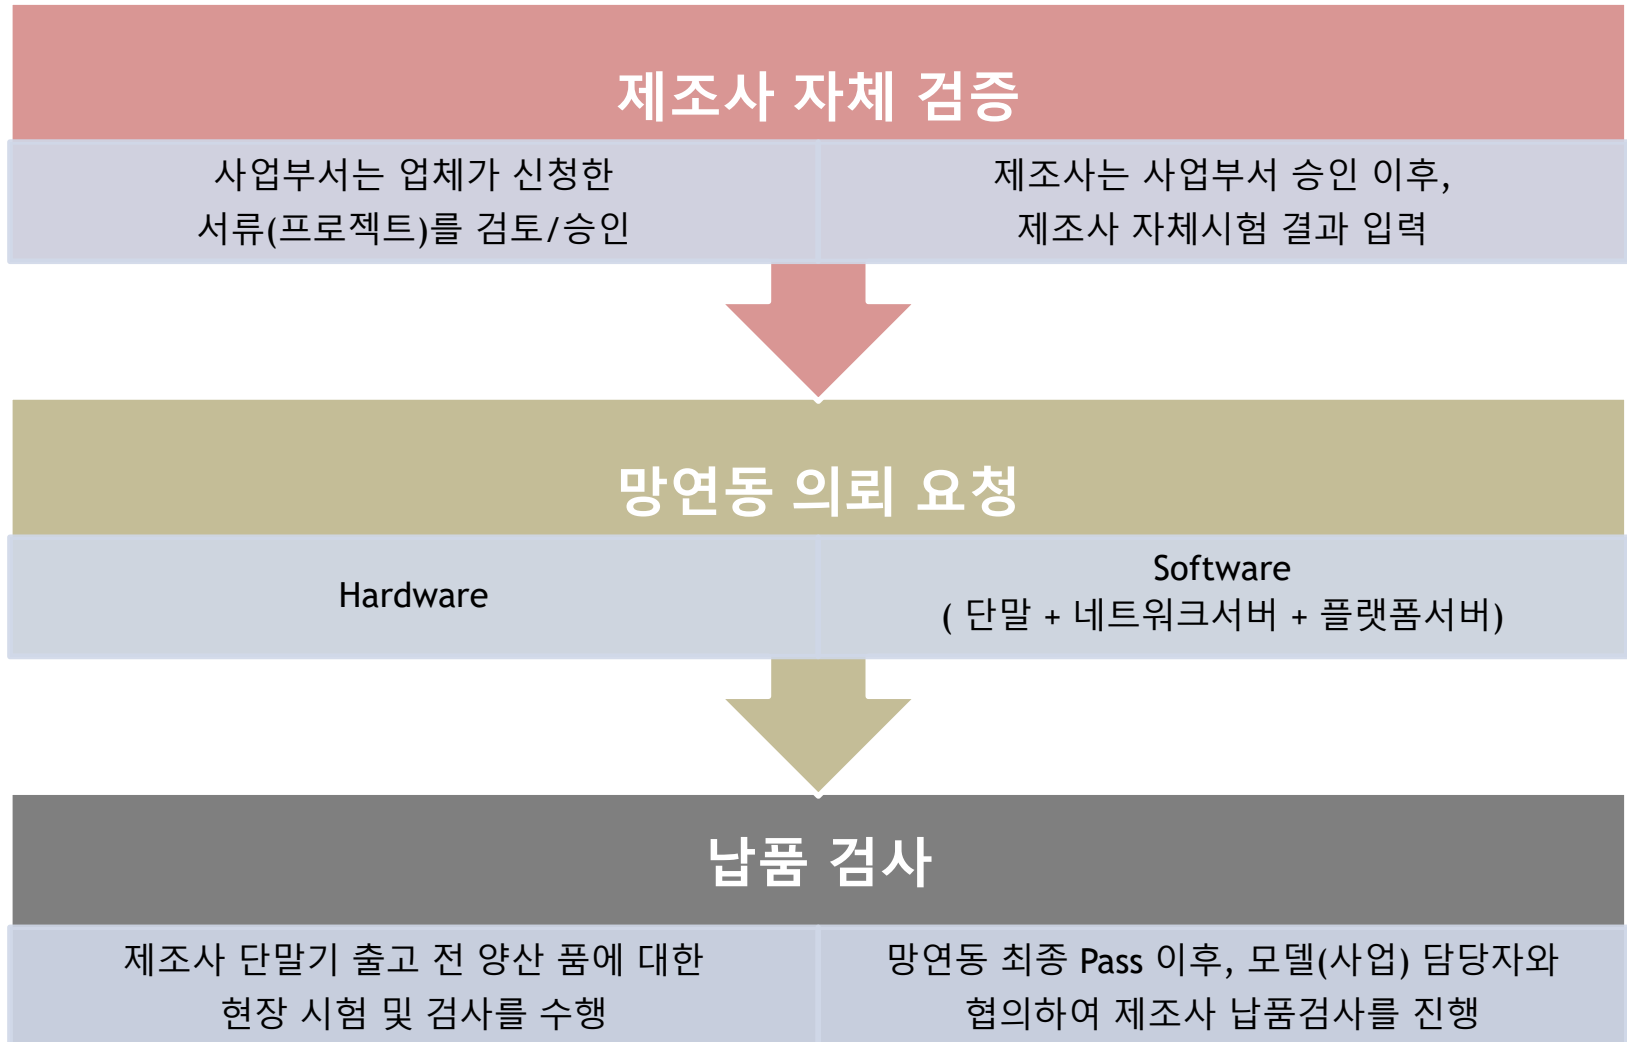 제조사 자체 검증
사업부서는 업체가 신청한
서류(프로젝트)를 검토/승인
제조사는 사업부서 승인 이후,
제조사 자체시험 결과 입력
망연동 의뢰 요청
Hardware
Software
( 단말 + 네트워크서버 + 플랫폼서버)
납품 검사
제조사 단말기 출고 전 양산 품에 대한
현장 시험 및 검사를 수행
망연동 최종 Pass 이후, 모델(사업) 담당자와
협의하여 제조사 납품검사를 진행